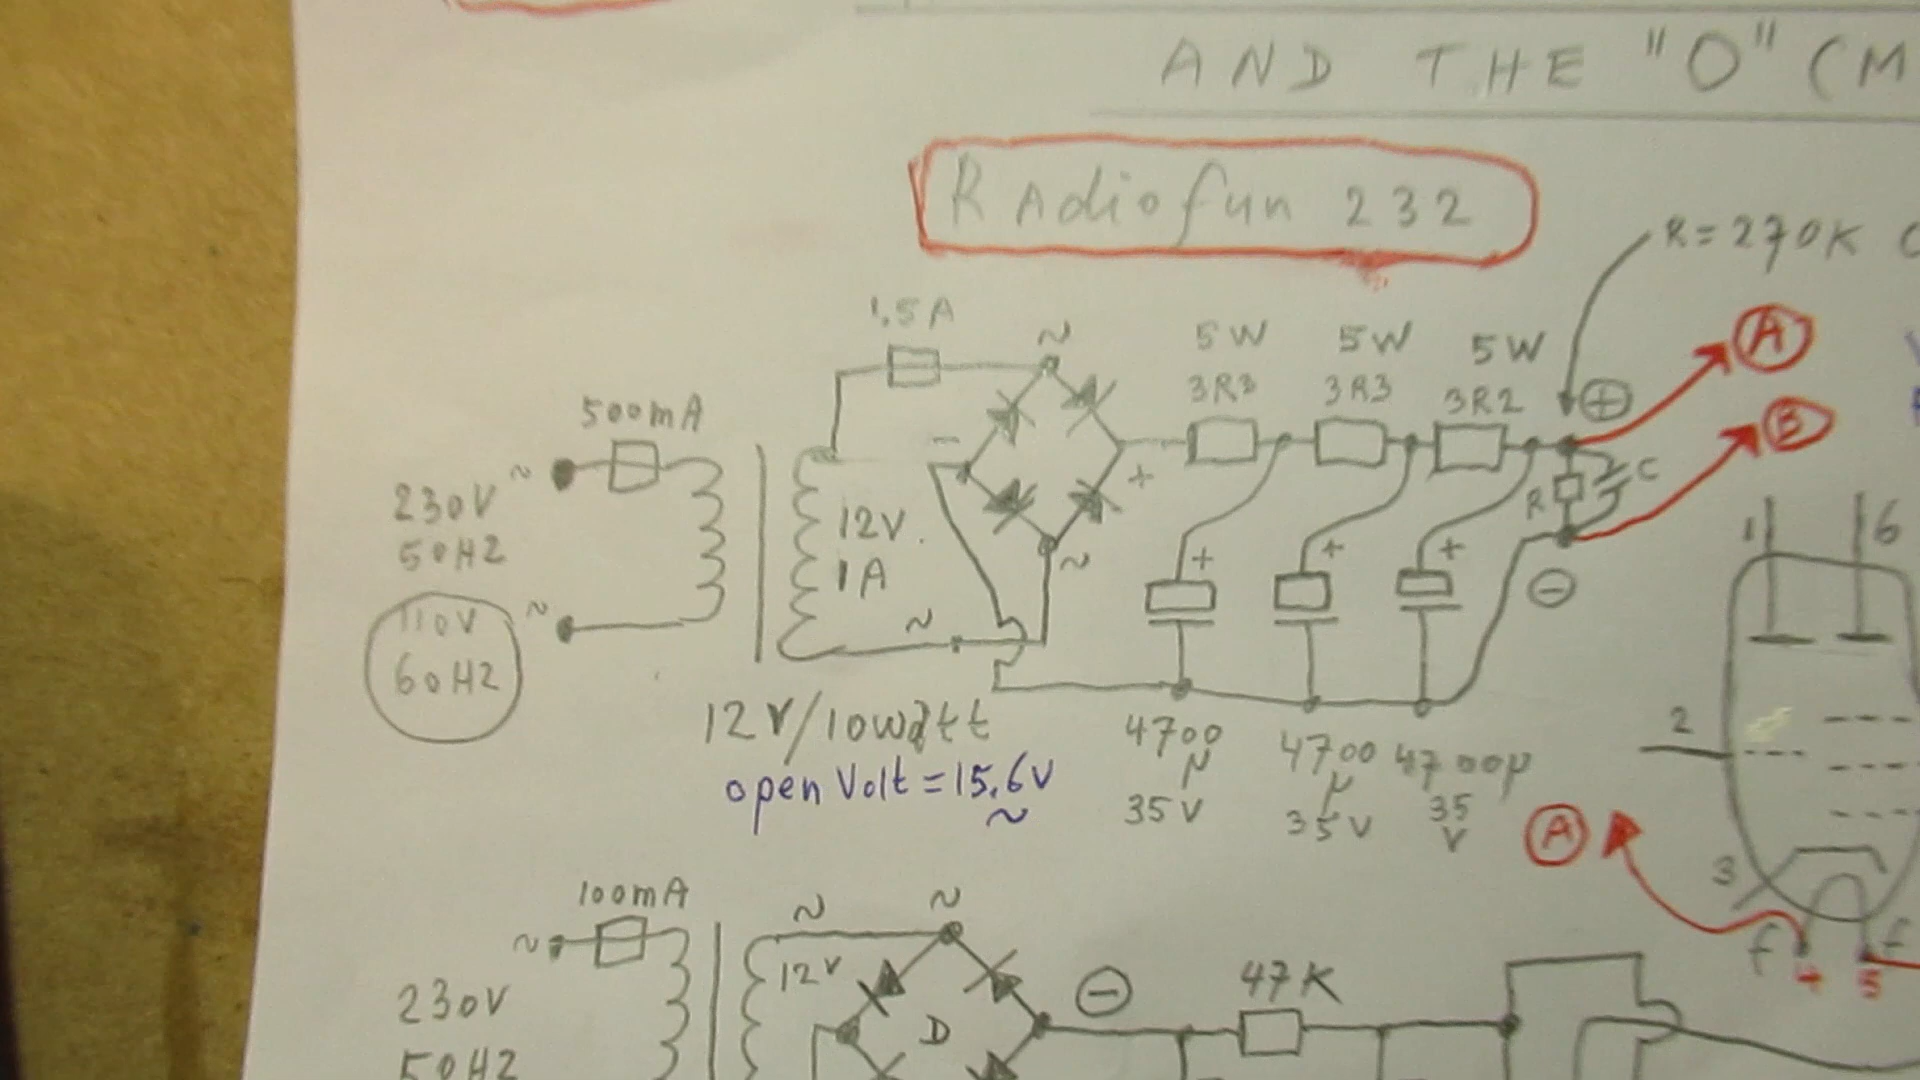 AND THE "O" (M
RAdiofun 232
R=270K C
1,5A
~
5W
5W
5W
3R3
3R3
3R2
+
A
B
500mA
~
230V
50HZ
110V
60HZ
~
12V.
1A
-
+
~
~
+
+
+
R
C
-
1
6
12V/10watt
open Volt = 15,6V
~
4700
µ
35V
4700
µ
35V
4700µ
35
V
2
3
A
f
f
4
5
100mA
~
~
~
12V
230V
50HZ
D
-
47K